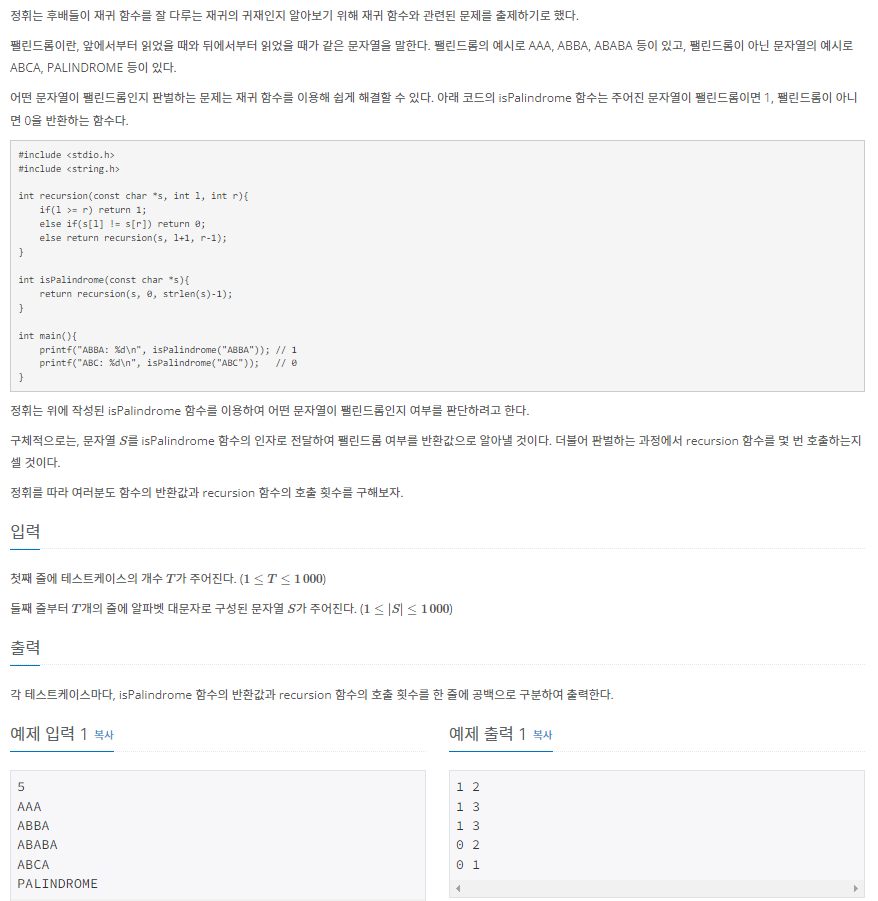 정휘는 후배들이 재귀 함수를 잘 다루는 재귀의 귀재인지 알아보기 위해 재귀 함수와 관련된 문제를 출제하기로 했다.
팰린드롬이란, 앞에서부터 읽었을 때와 뒤에서부터 읽었을 때가 같은 문자열을 말한다. 팰린드롬의 예시로 AAA, ABBA, ABABA 등이 있고, 팰린드롬이 아닌 문자열의 예시로
ABCA, PALINDROME 등이 있다.
어떤 문자열이 팰린드롬인지 판별하는 문제는 재귀 함수를 이용해 쉽게 해결할 수 있다. 아래 코드의 isPalindrome 함수는 주어진 문자열이 팰린드롬이면 1, 팰린드롬이 아니
면 0을 반환하는 함수다.
#include <stdio.h>
#include <string.h>
int recursion(const char *s, int l, int r){
    if(l >= r) return 1;
    else if(s[l] != s[r]) return 0;
    else return recursion(s, l+1, r-1);
}
int isPalindrome(const char *s){
    return recursion(s, 0, strlen(s)-1);
}
int main(){
    printf("ABBA: %d\n", isPalindrome("ABBA")); // 1
    printf("ABC: %d\n", isPalindrome("ABC"));   // 0
}
정휘는 위에 작성된 isPalindrome 함수를 이용하여 어떤 문자열이 팰린드롬인지 여부를 판단하려고 한다.
구체적으로는, 문자열 S를 isPalindrome 함수의 인자로 전달하여 팰린드롬 여부를 반환값으로 알아낼 것이다. 더불어 판별하는 과정에서 recursion 함수를 몇 번 호출하는지
셀 것이다.
정휘를 따라 여러분도 함수의 반환값과 recursion 함수의 호출 횟수를 구해보자.
입력
첫째 줄에 테스트케이스의 개수 T가 주어진다. (1 ≤ T ≤ 1 000)
둘째 줄부터 T개의 줄에 알파벳 대문자로 구성된 문자열 S가 주어진다. (1 ≤ |S| ≤ 1 000)
출력
각 테스트케이스마다, isPalindrome 함수의 반환값과 recursion 함수의 호출 횟수를 한 줄에 공백으로 구분하여 출력한다.
예제 입력 1 복사
5
AAA
ABBA
ABABA
ABCA
PALINDROME
예제 출력 1 복사
1 2
1 3
1 3
0 2
0 1